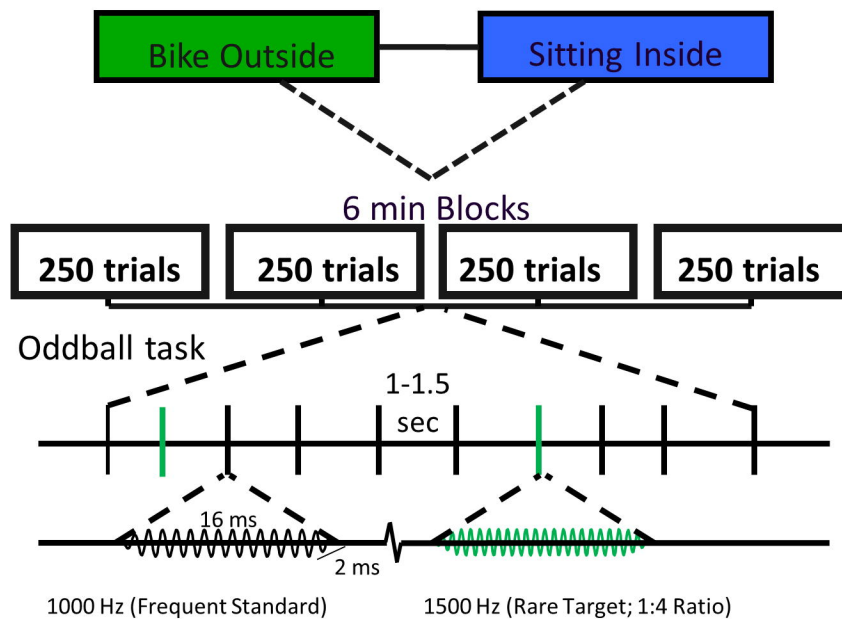 Bike Outside
Sitting Inside
6 min Blocks
250 trials
250 trials
250 trials
250 trials
Oddball task
1-1.5
sec
16 ms
2 ms
1000 Hz (Frequent Standard)
1500 Hz (Rare Target; 1:4 Ratio)